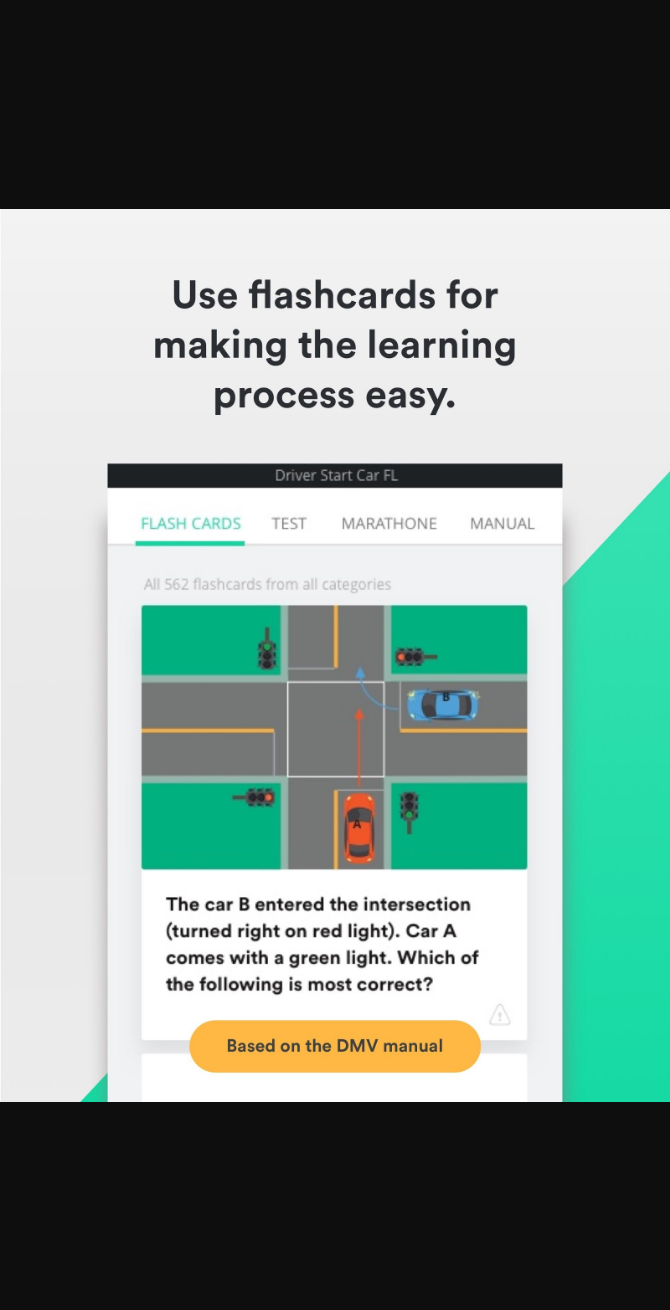 Use flashcards for
making the learning
process easy.
Driver Start Car FL
FLASH CARDS TEST MARATHONE MANUAL
All 562 flashcards from all categories
B
A
The car B entered the intersection
(turned right on red light). Car A
comes with a green light. Which of
the following is most correct?
Based on the DMV manual